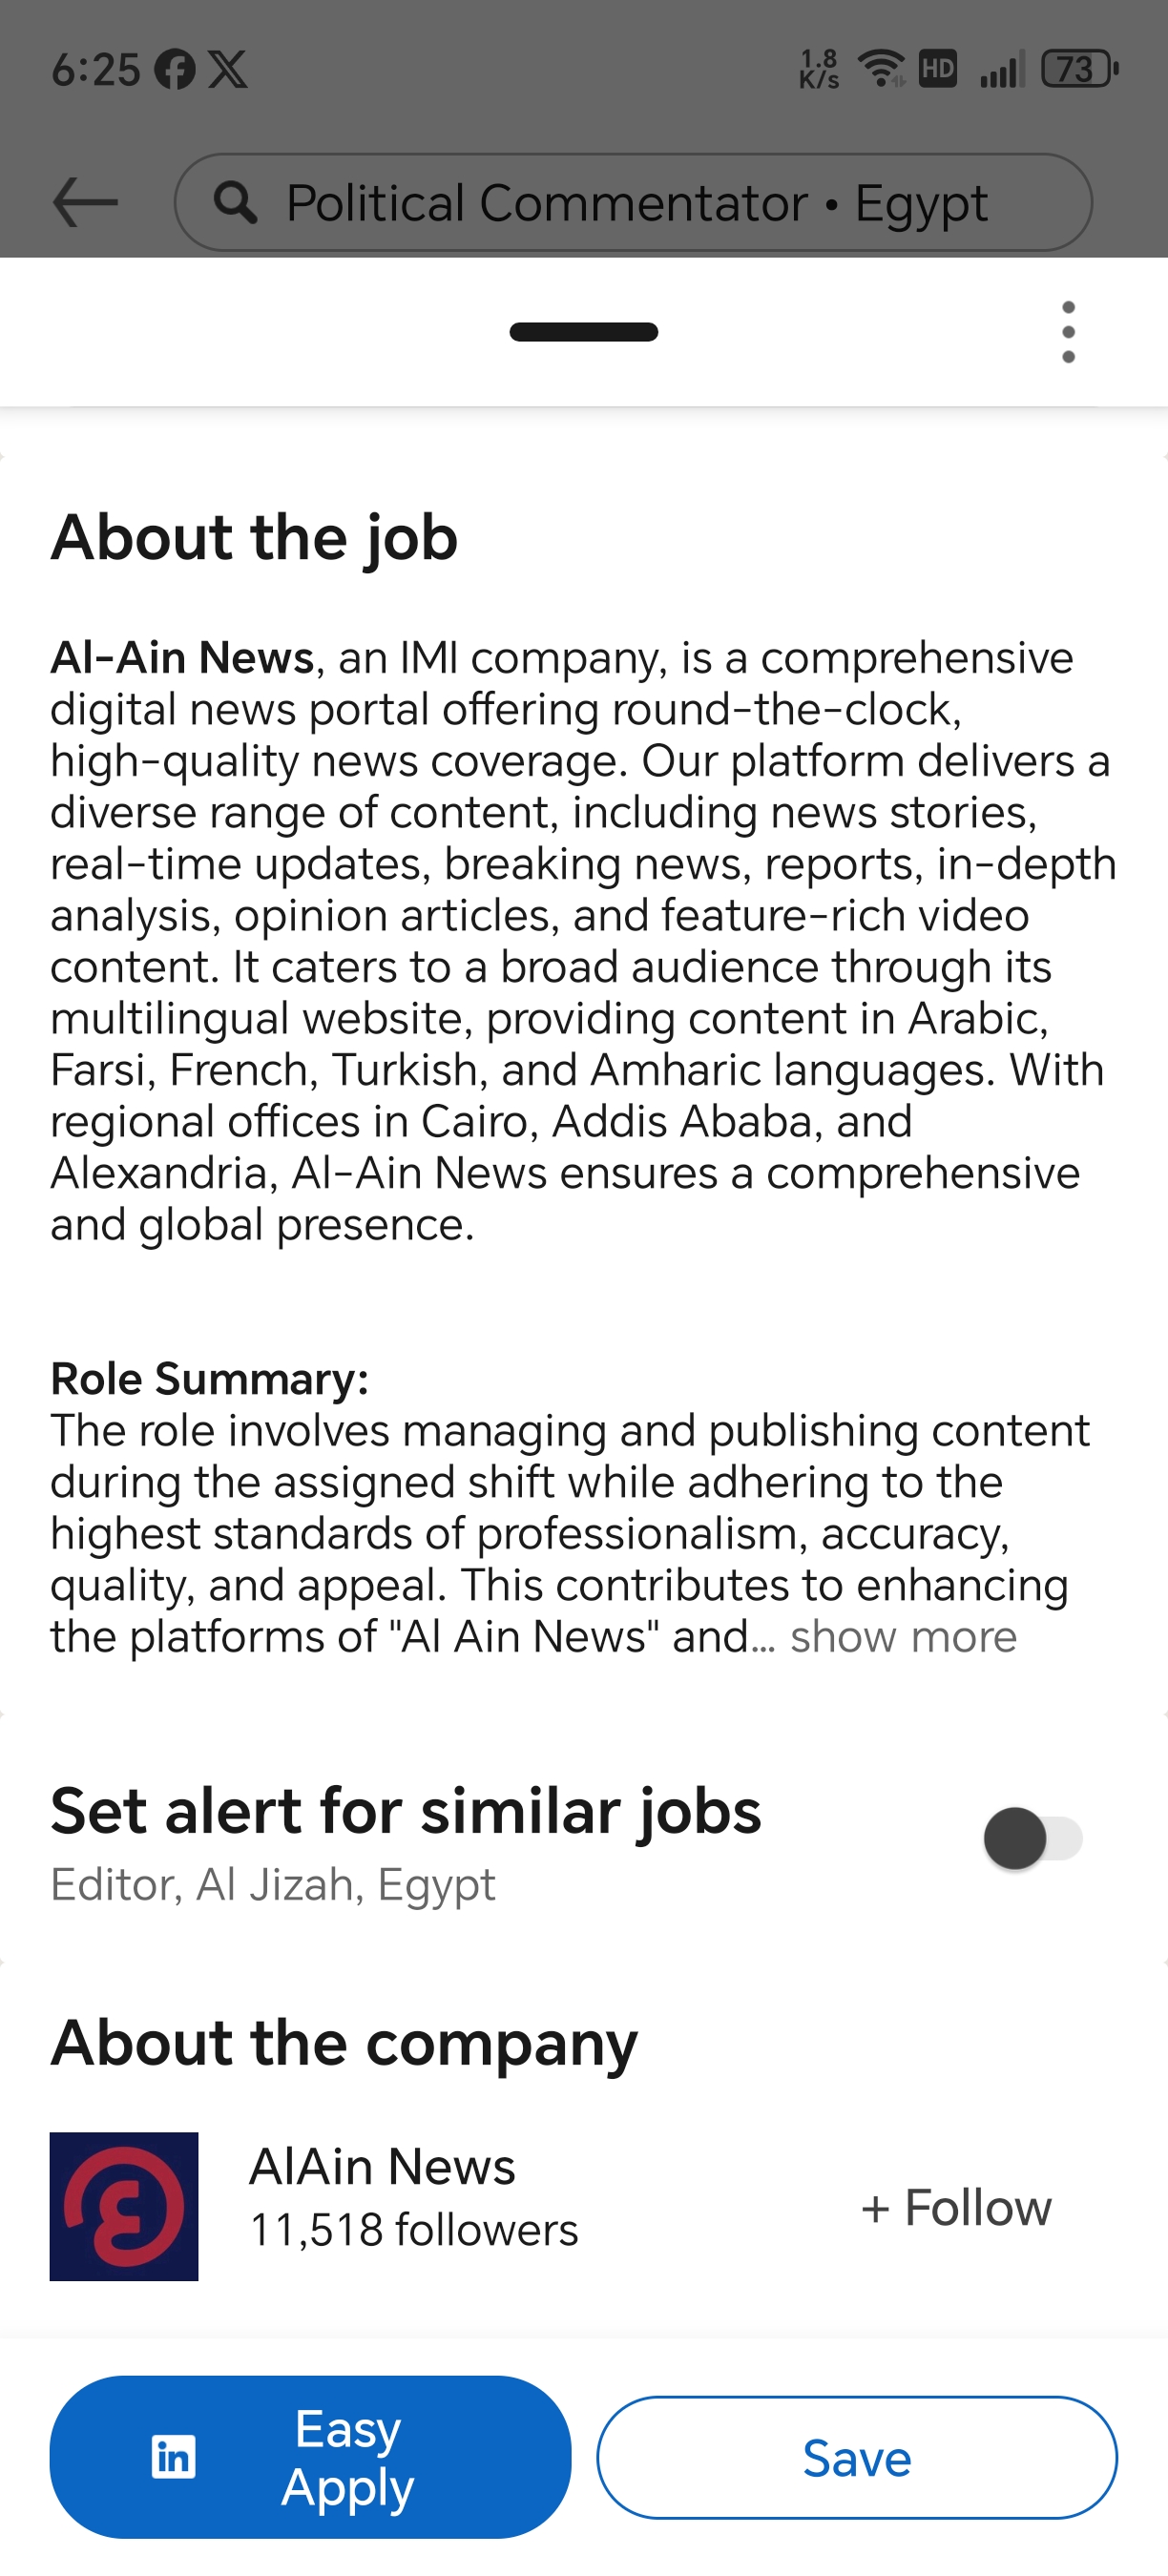 6:25
1.8
K/s
HD
73
Political Commentator • Egypt
About the job
Al-Ain News, an IMI company, is a comprehensive
digital news portal offering round-the-clock,
high-quality news coverage. Our platform delivers a
diverse range of content, including news stories,
real-time updates, breaking news, reports, in-depth
analysis, opinion articles, and feature-rich video
content. It caters to a broad audience through its
multilingual website, providing content in Arabic,
Farsi, French, Turkish, and Amharic languages. With
regional offices in Cairo, Addis Ababa, and
Alexandria, Al-Ain News ensures a comprehensive
and global presence.
Role Summary:
The role involves managing and publishing content
during the assigned shift while adhering to the
highest standards of professionalism, accuracy,
quality, and appeal. This contributes to enhancing
the platforms of "Al Ain News" and... show more
Set alert for similar jobs
Editor, Al Jizah, Egypt
About the company
AlAin News
11,518 followers
+ Follow
in
Easy
Apply
Save